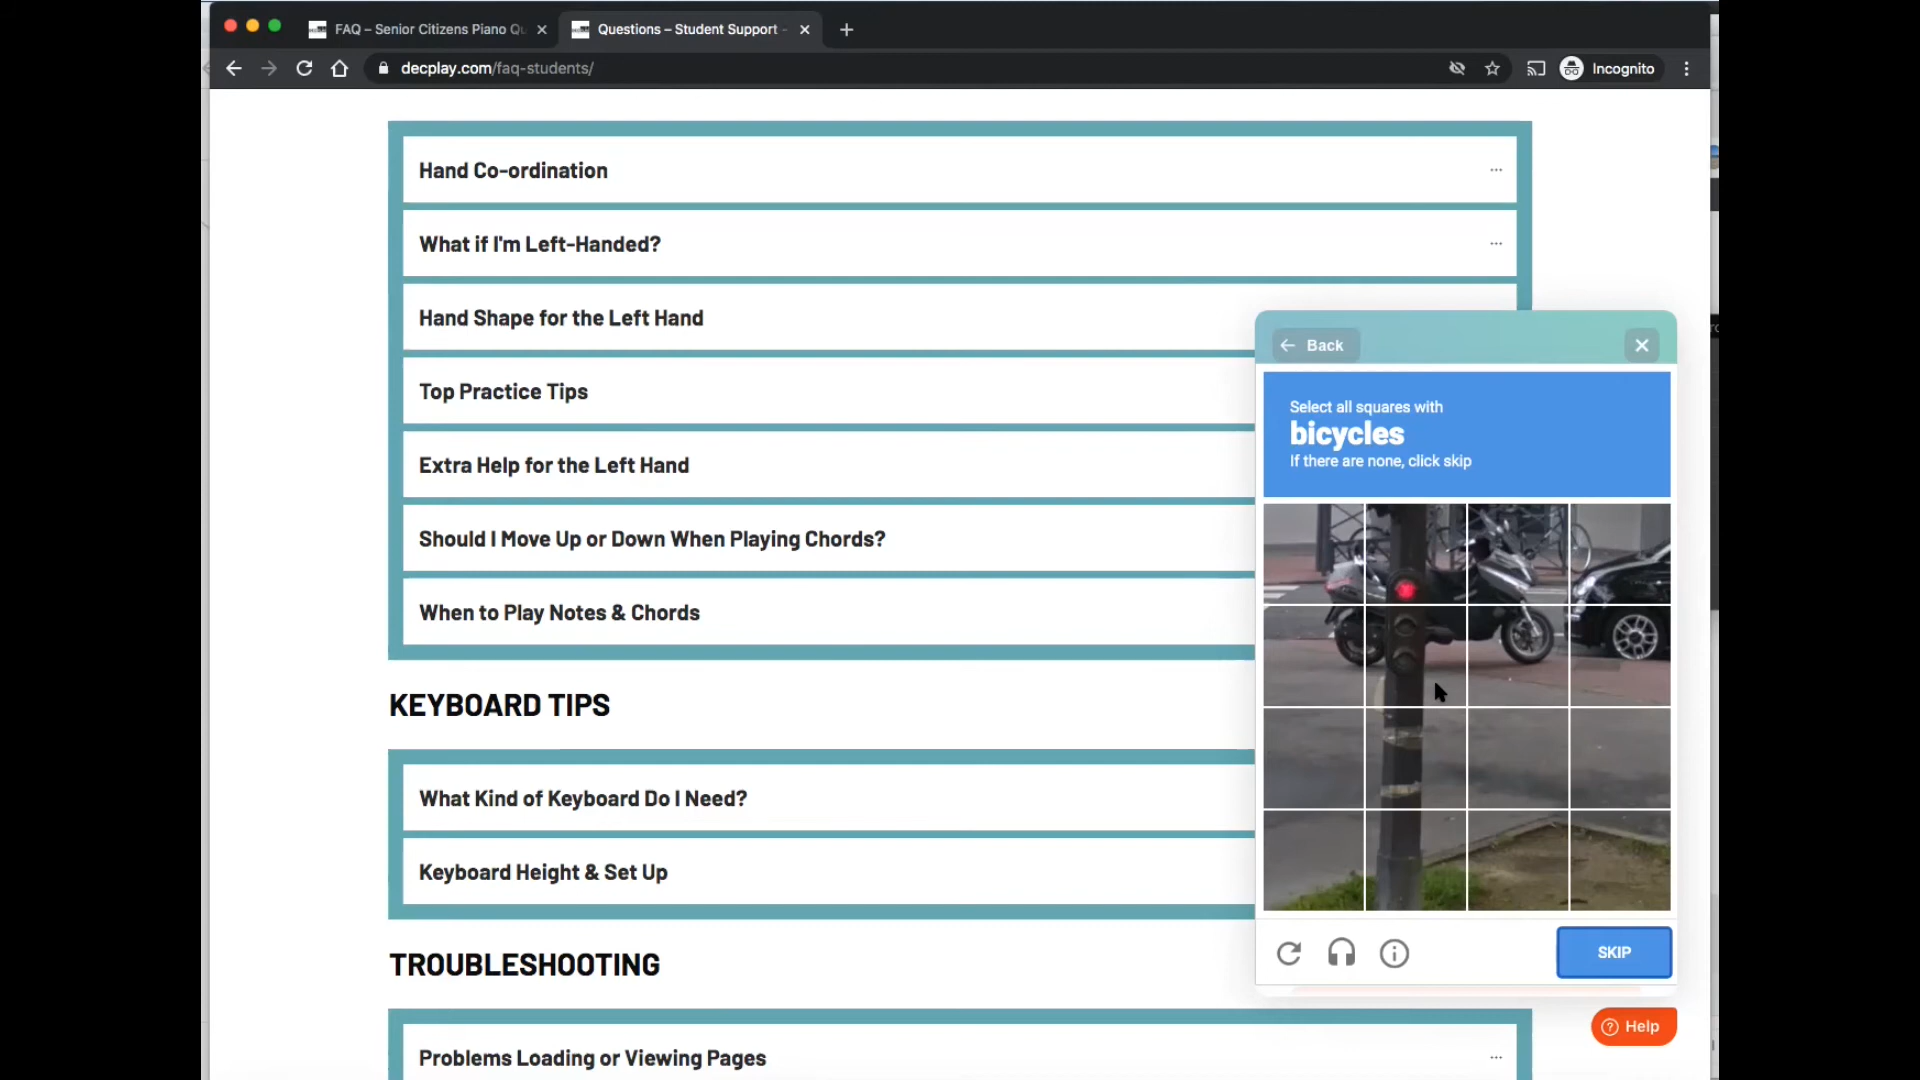 FAQ – Senior Citizens Piano Qu
Questions – Student Support -
decplay.com/faq-students/
Incognito
Hand Co-ordination
What if I'm Left-Handed?
Hand Shape for the Left Hand
Top Practice Tips
Extra Help for the Left Hand
Should I Move Up or Down When Playing Chords?
When to Play Notes & Chords
KEYBOARD TIPS
What Kind of Keyboard Do I Need?
Keyboard Height & Set Up
TROUBLESHOOTING
Problems Loading or Viewing Pages
Back
Select all squares with
bicycles
If there are none, click skip
SKIP
Help